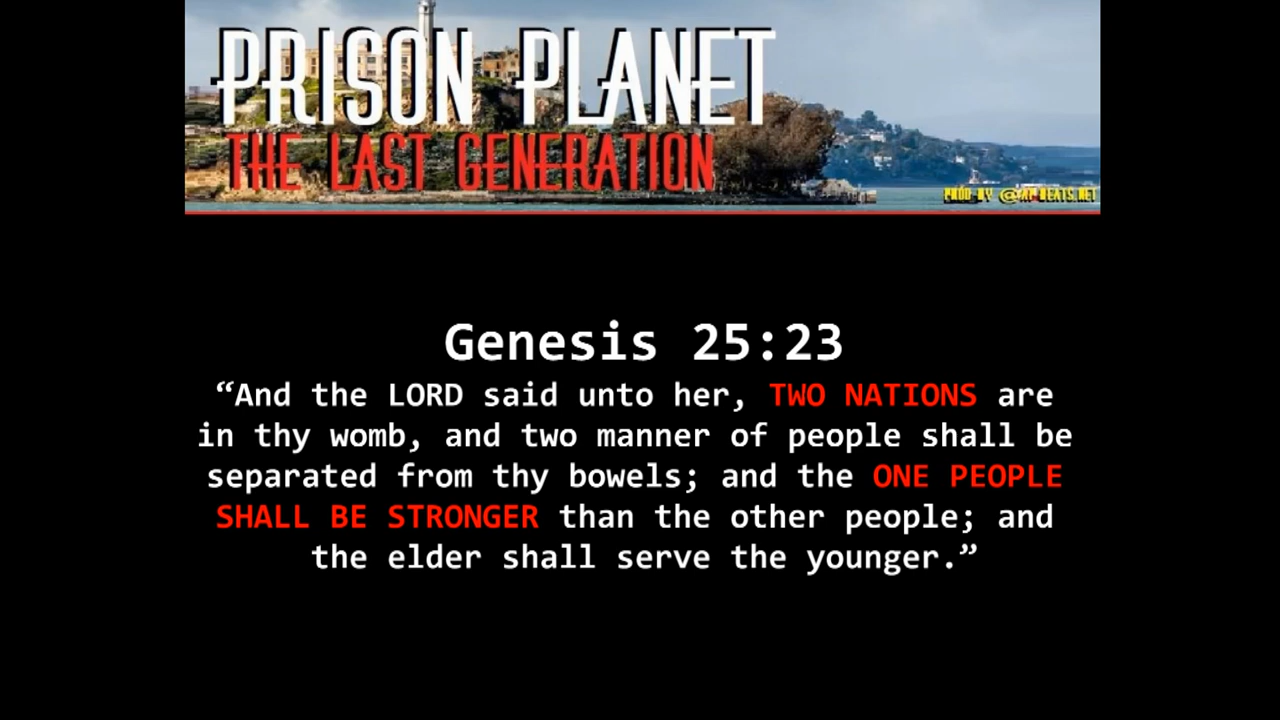 PRISON PLANET
THE LAST GENERATION
PROD BY
Genesis 25:23
“And the LORD said unto her, TWO NATIONS are
in thy womb, and two manner of people shall be
separated from thy bowels; and the ONE PEOPLE
SHALL BE STRONGER than the other people; and
the elder shall serve the younger.”